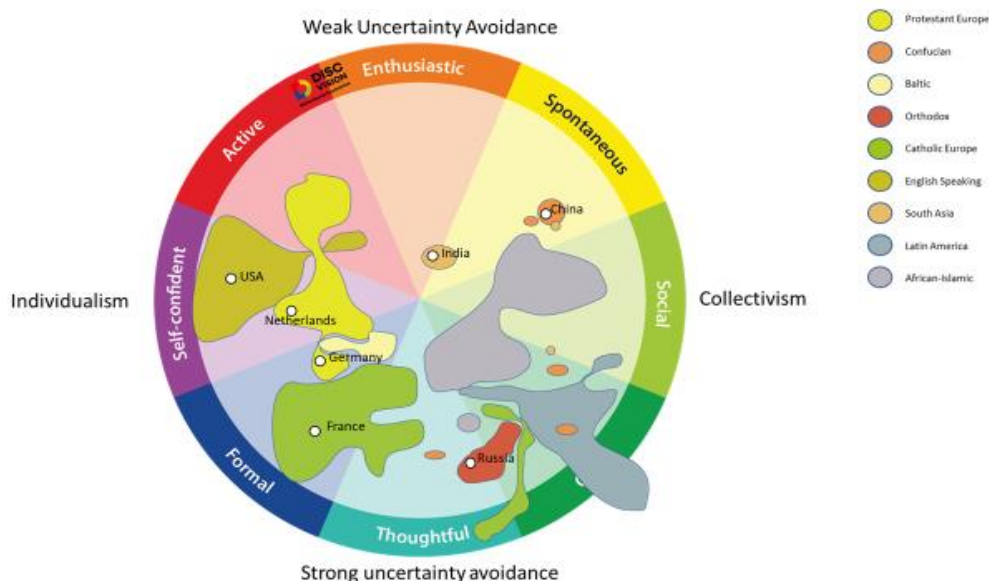 Weak Uncertainty Avoidance
DISC
VISION
Enthusiastic
Active
Spontaneous
China
India
USA
Individualism
Self-confident
Social
Collectivism
Netherlands
Germany
France
Russia
Formal
Thoughtful
Strong uncertainty avoidance
Protestant Europe
Confucian
Baltic
Orthodox
Catholic Europe
English Speaking
South Asia
Latin America
African-Islamic